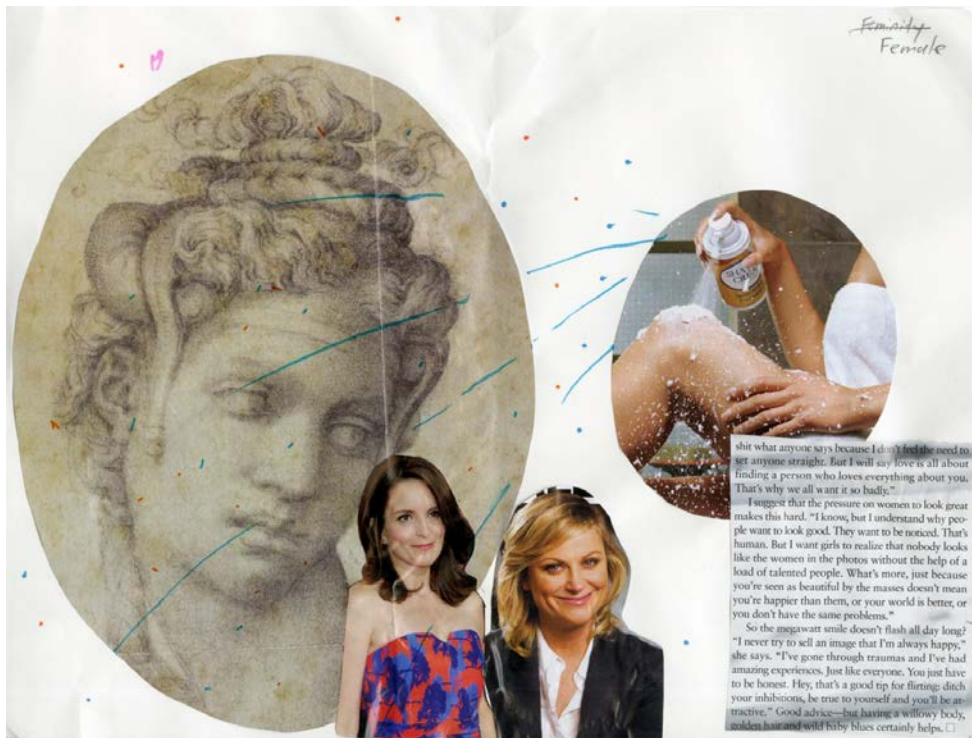 Feminity
Female
shit what anyone says because I don't feel the need to
set anyone straight. But I will say love is all about
finding a person who loves everything about you.
That's why we all want it so badly."
I suggest that the pressure on women to look great
makes this hard. "I know, but I understand why peo-
ple want to look good. They want to be noticed. That's
human. But I want girls to realize that nobody looks
like the women in the photos without the help of a
load of talented people. What's more, just because
you're seen as beautiful by the masses doesn't mean
you're happier than them, or your world is better, or
you don't have the same problems."
So the megawatt smile doesn't flash all day long?
"I never try to sell an image that I'm always happy,"
she says. "I've gone through traumas and I've had
amazing experiences. Just like everyone. You just have
to be honest. Hey, that's a good tip for flirting: ditch
your inhibitions, be true to yourself and you'll be at-
tractive." Good advice—but having a willowy body,
golden hair and wild baby blues certainly helps. □